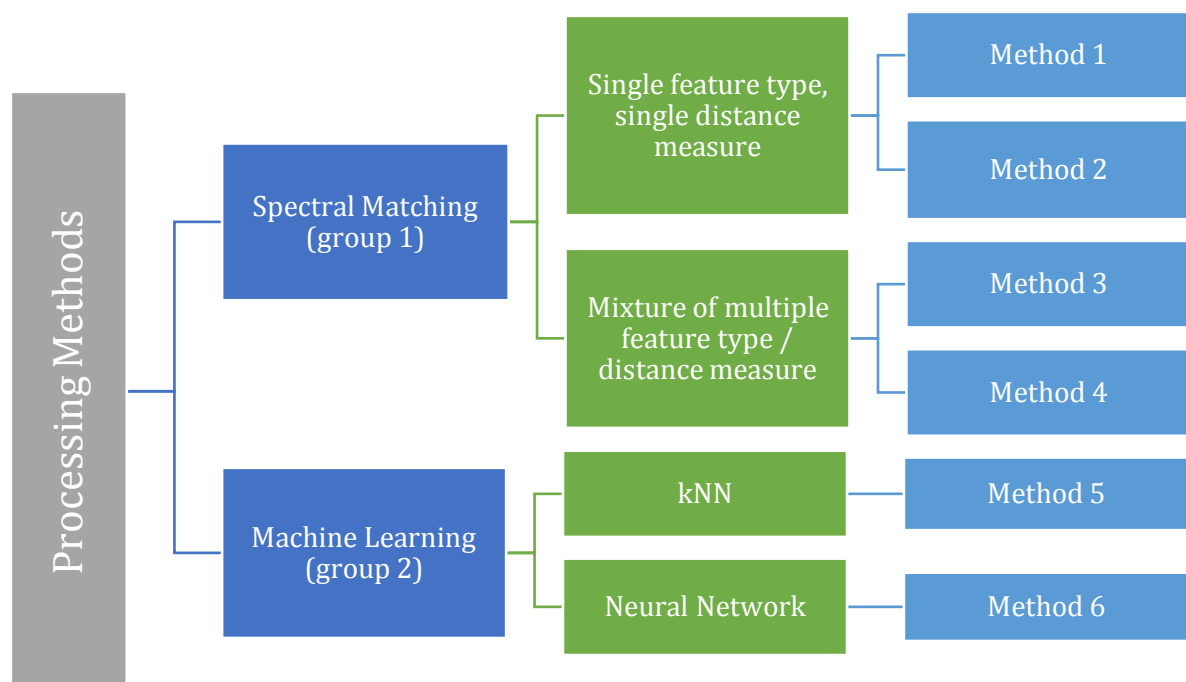 Processing Methods
Spectral Matching
(group 1)
Single feature type,
single distance
measure
Method 1
Method 2
Mixture of multiple
feature type /
distance measure
Method 3
Method 4
Machine Learning
(group 2)
kNN
Method 5
Neural Network
Method 6